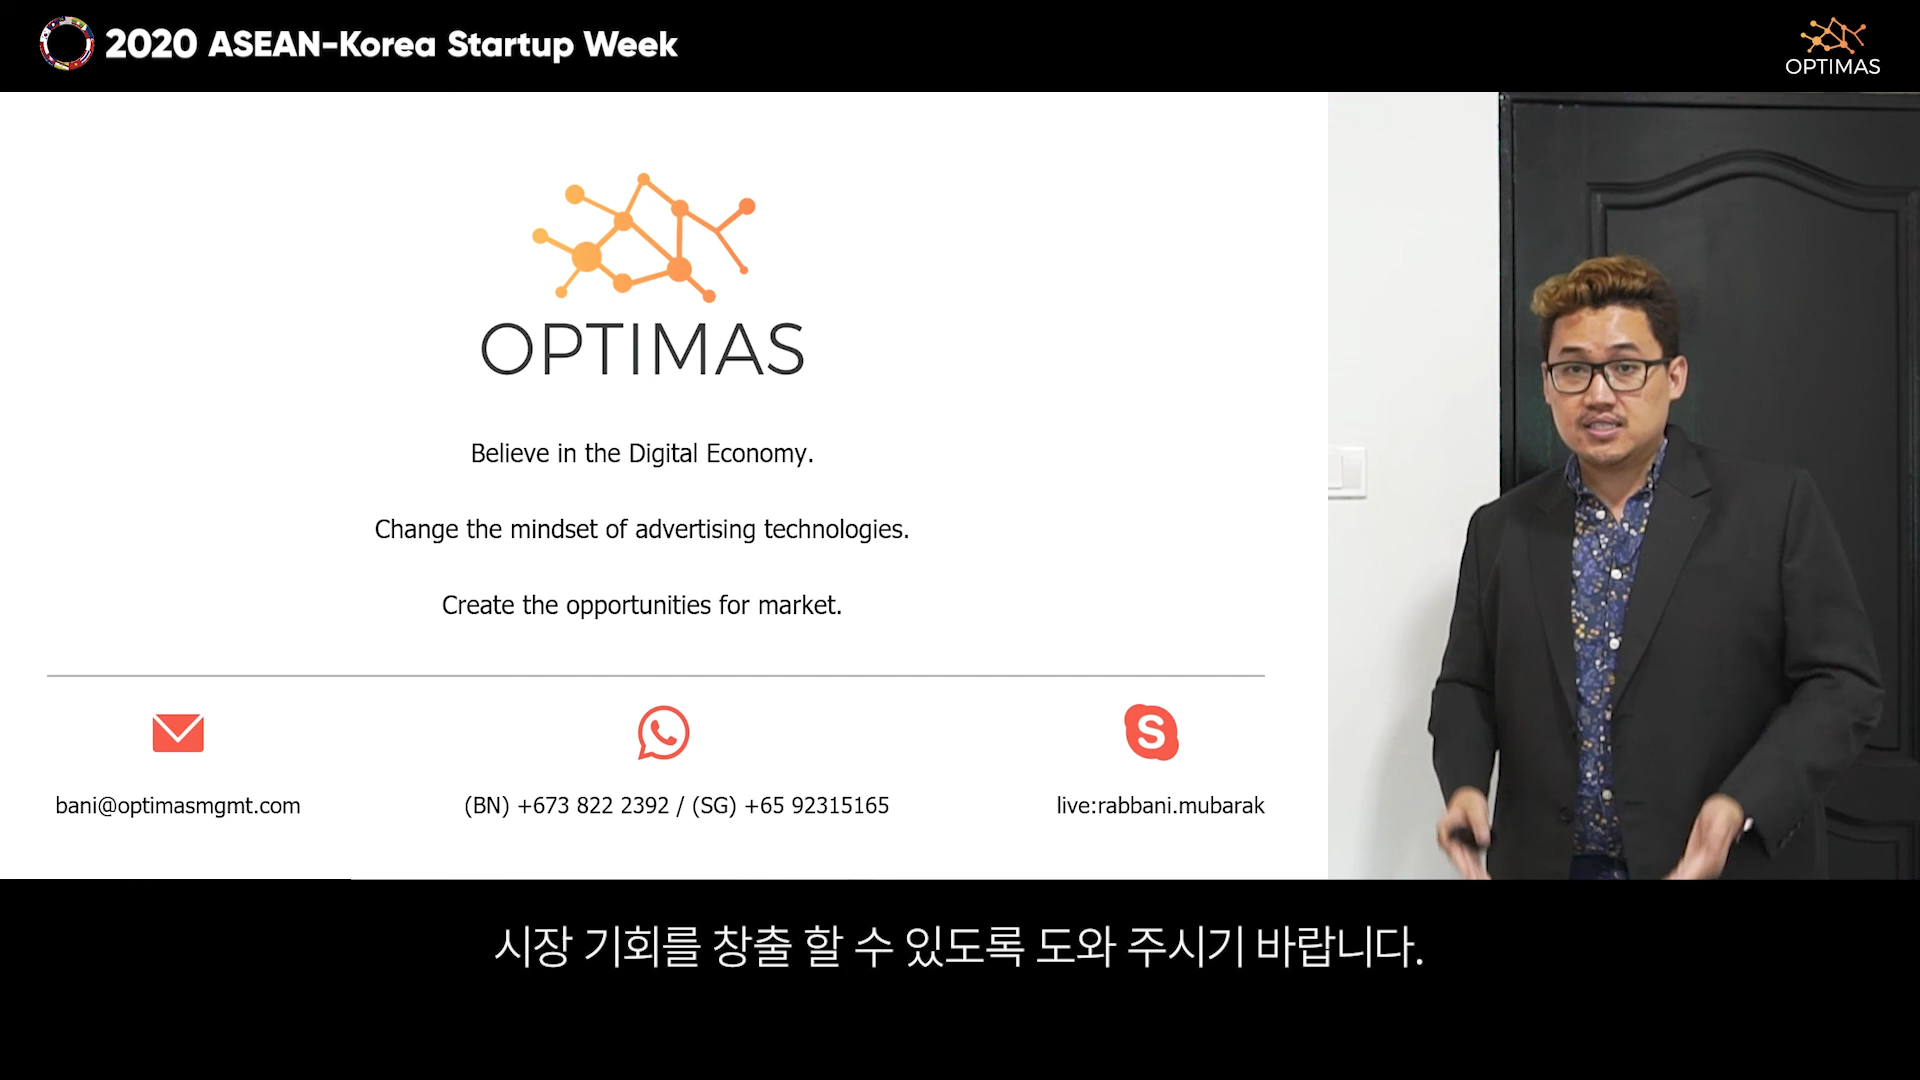 2020 ASEAN-Korea Startup Week
OPTIMAS
OPTIMAS
Believe in the Digital Economy.
Change the mindset of advertising technologies.
Create the opportunities for market.
bani@optimasmgmt.com
(BN) +673 822 2392 / (SG) +65 92315165
live:rabbani.mubarak
시장 기회를 창출 할 수 있도록 도와 주시기 바랍니다.